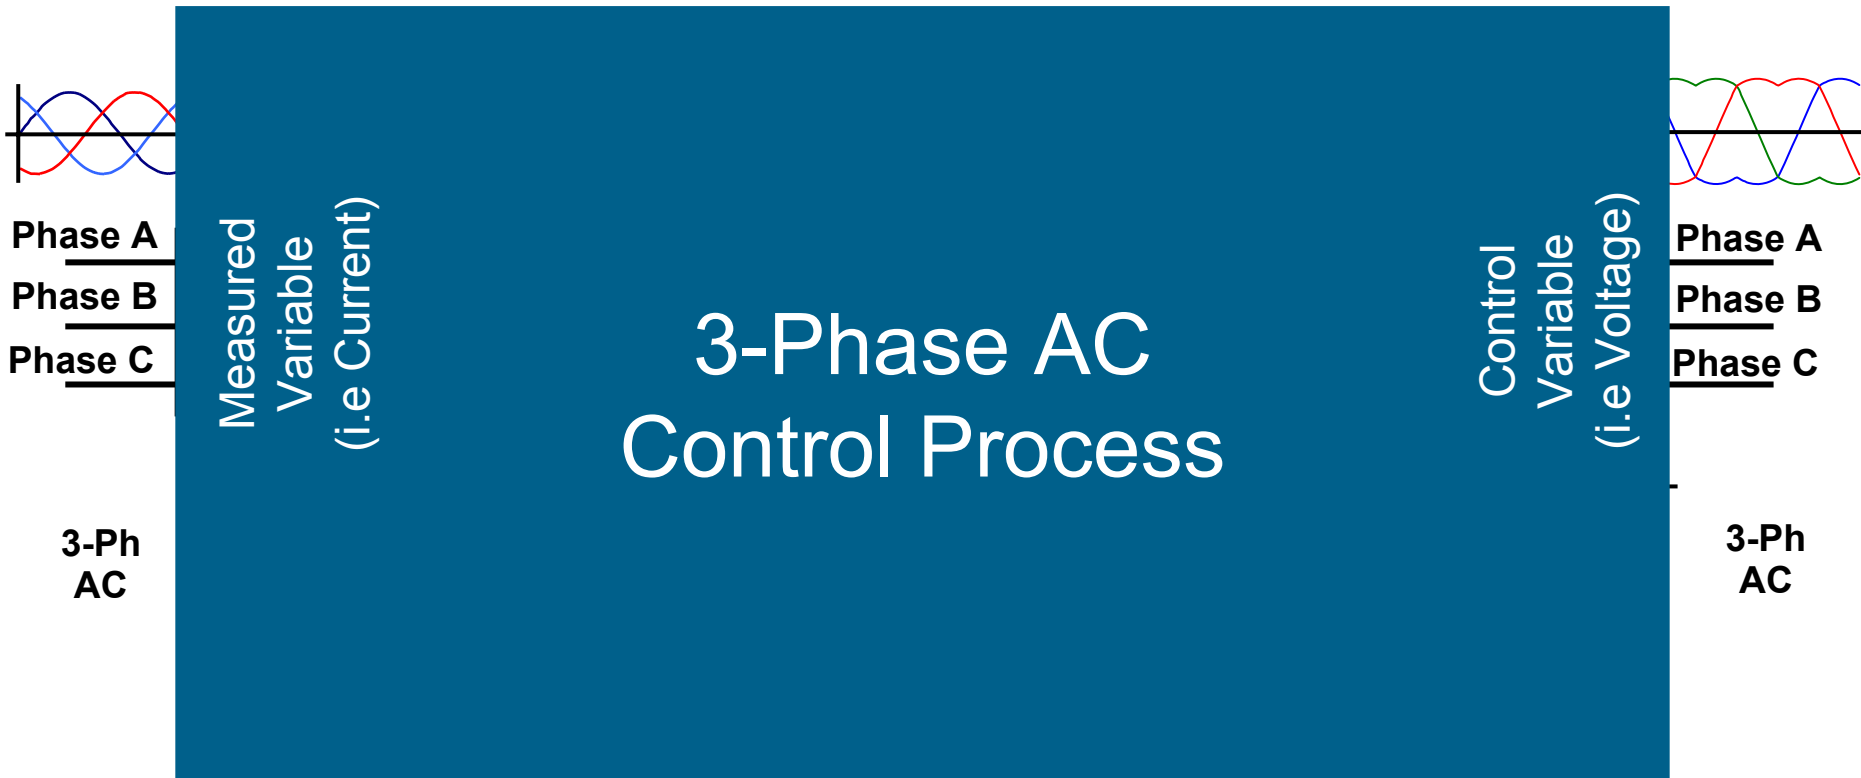 Phase A
Phase B
Phase C
3-Ph
AC
Measured
Variable
(i.e Current)
3-Phase AC
Control Process
Control
Variable
(i.e Voltage)
Phase A
Phase B
Phase C
3-Ph
AC